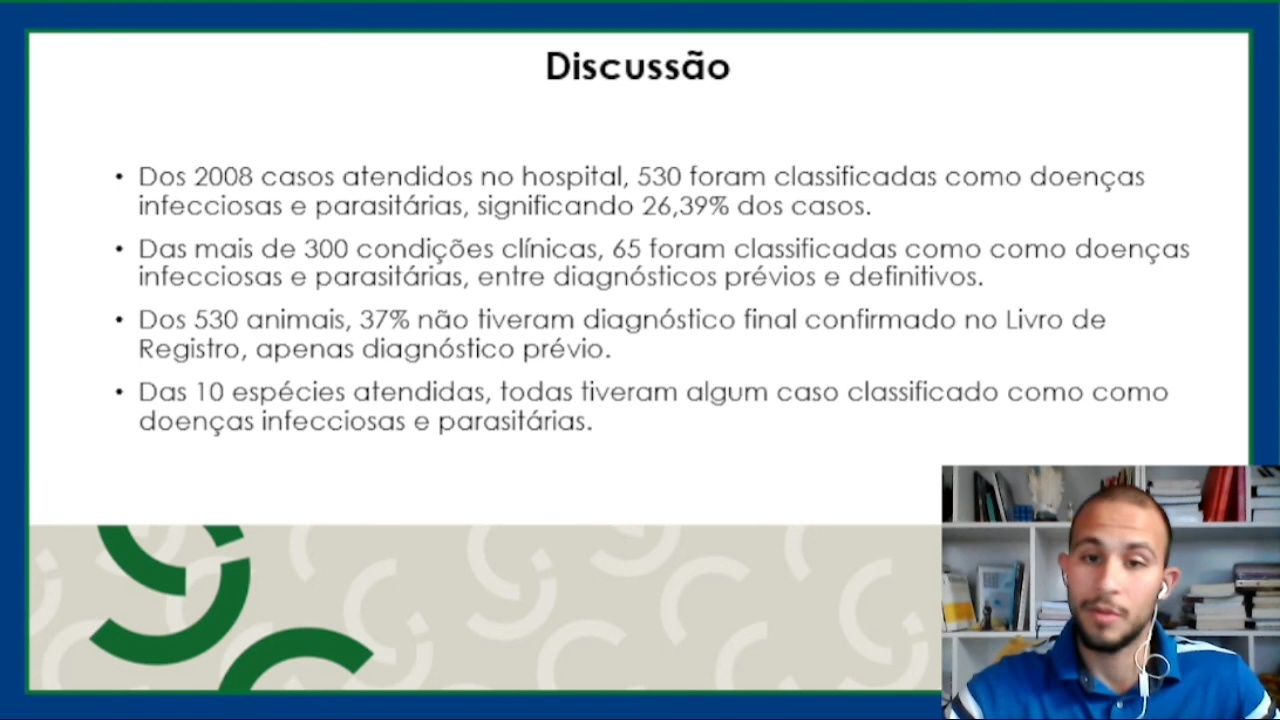 Discussão
• Dos 2008 casos atendidos no hospital, 530 foram classificadas como doenças
infecciosas e parasitárias, significando 26,39% dos casos.
• Das mais de 300 condições clínicas, 65 foram classificadas como como doenças
infecciosas e parasitárias, entre diagnósticos prévios e definitivos.
• Dos 530 animais, 37% não tiveram diagnóstico final confirmado no Livro de
Registro, apenas diagnóstico prévio.
• Das 10 espécies atendidas, todas tiveram algum caso classificado como como
doenças infecciosas e parasitárias.